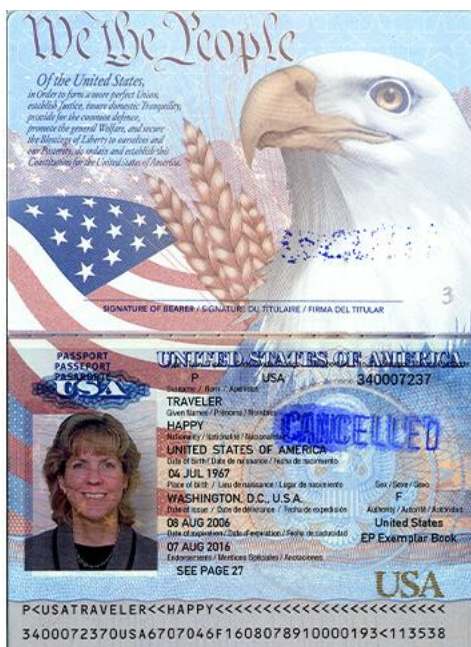 We the People
Of the United States,
in Order to form a more perfect Union,
establish Justice, insure domestic Tranquility,
provide for the common defence,
promote the general Welfare, and secure
the Blessings of Liberty to ourselves and
our Posterity, do ordain and establish this
Constitution for the United States of America.
3
SIGNATURE OF BEARER / SIGNATURE DU TITULAIRE / FIRMA DEL TITULAR
PASSPORT
PASSEPORT
PASAPORTE
USA
UNITED STATES OF AMERICA
P USA 340007237
Surname / Nom / Apellidos
TRAVELER
Given Names / Prénoms / Nombres
HAPPY
Nationality / Nationalité / Nacionalidad
CANCELLED
UNITED STATES OF AMERICA
Date of birth / Date de naissance / Fecha de nacimiento
04 JUL 1967
Place of birth / Lieu de naissance / Lugar de nacimiento Sex / Sexe / Sexo
WASHINGTON, D.C., U.S.A. F
Date of issue / Date de délivrance / Fecha de expedición Authority / Autorité / Autoridad
08 AUG 2006 United States
Date of expiration / Date d'expiration / Fecha de caducidad EP Exemplar Book
07 AUG 2016
Endorsements / Mentions Spéciales / Anotaciones
SEE PAGE 27
USA
P<USATRAVELER<<HAPPY<<<<<<<<<<<<<<<<<<<<<<<<
3400072370USA6707046F1608078910000193<113538